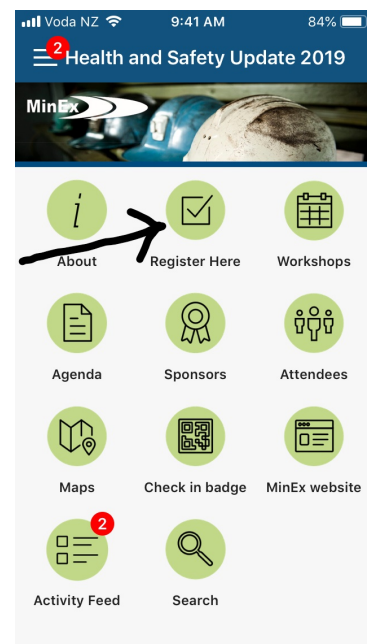 Voda NZ 9:41 AM 84%
2 Health and Safety Update 2019
MinEx
About Register Here Workshops
Agenda Sponsors Attendees
Maps Check in badge MinEx website
2
Activity Feed Search